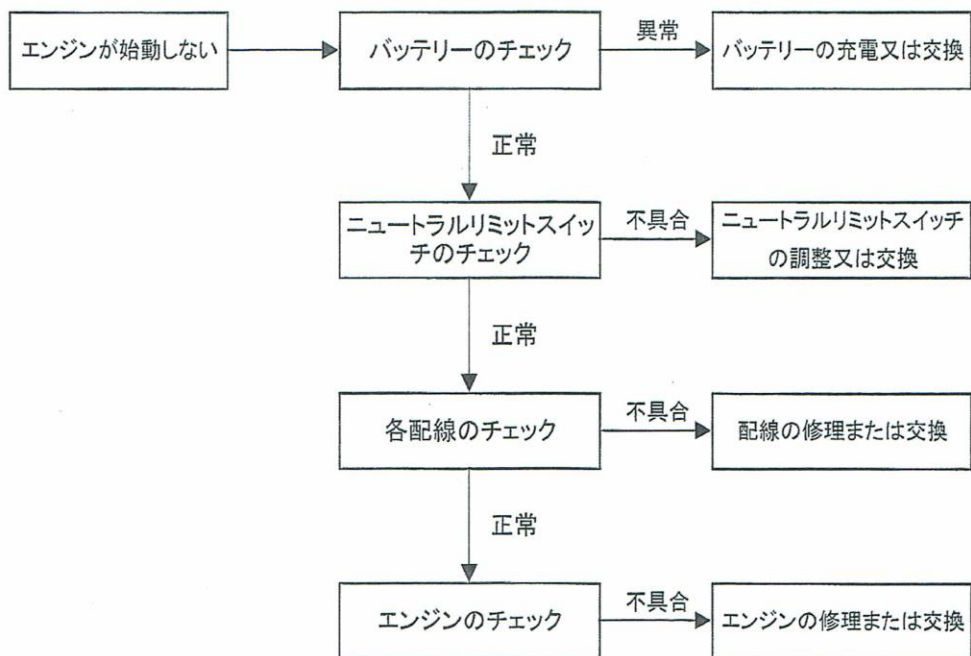 エンジンが始動しない
バッテリーのチェック
異常
バッテリーの充電又は交換
正常
ニュートラルリミットスイッ
チのチェック
不具合
ニュートラルリミットスイッチ
の調整又は交換
正常
各配線のチェック
不具合
配線の修理または交換
正常
エンジンのチェック
不具合
エンジンの修理または交換